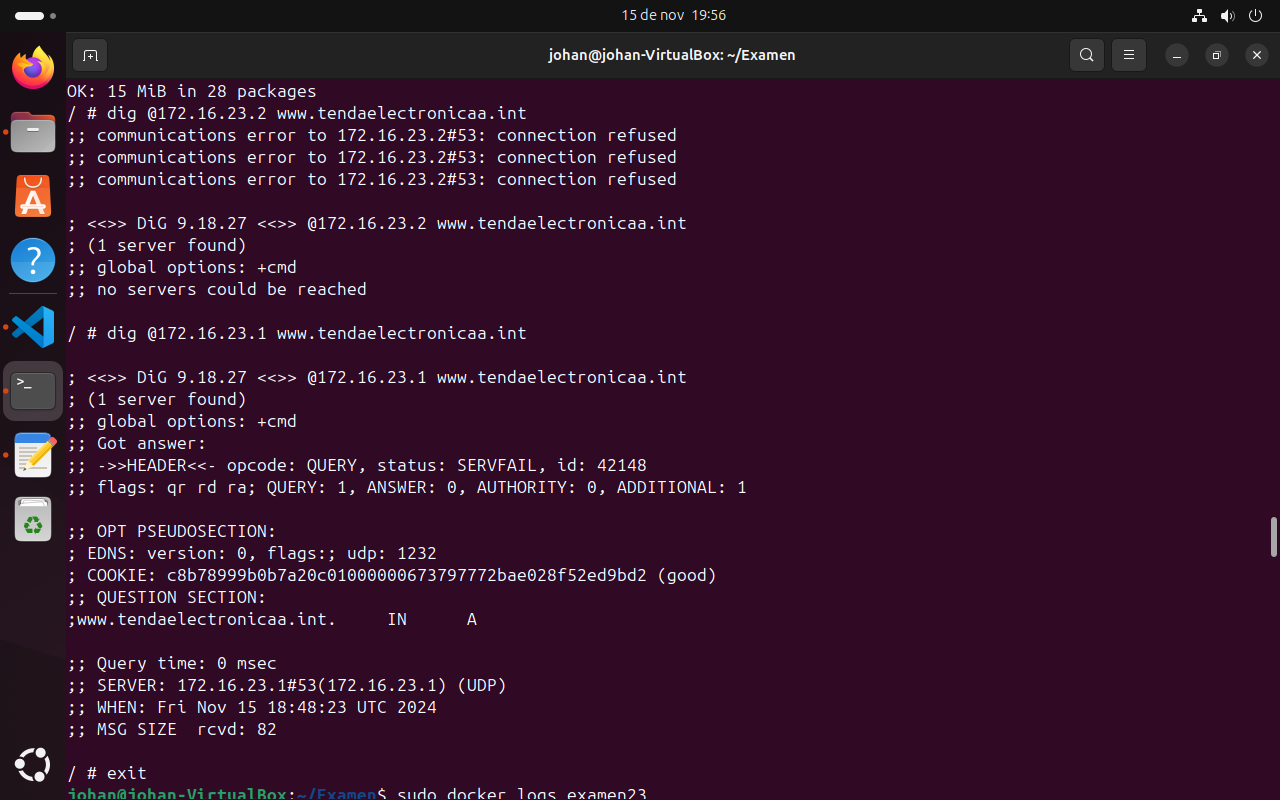 15 de nov 19:56
johan@johan-VirtualBox: ~/Examen
OK: 15 MiB in 28 packages
/ # dig @172.16.23.2 www.tendaelectronicaa.int
;; communications error to 172.16.23.2#53: connection refused
;; communications error to 172.16.23.2#53: connection refused
;; communications error to 172.16.23.2#53: connection refused
; <<>> DiG 9.18.27 <<>> @172.16.23.2 www.tendaelectronicaa.int
; (1 server found)
;; global options: +cmd
;; no servers could be reached
/ # dig @172.16.23.1 www.tendaelectronicaa.int
; <<>> DiG 9.18.27 <<>> @172.16.23.1 www.tendaelectronicaa.int
; (1 server found)
;; global options: +cmd
;; Got answer:
;; ->>HEADER<<- opcode: QUERY, status: SERVFAIL, id: 42148
;; flags: qr rd ra; QUERY: 1, ANSWER: 0, AUTHORITY: 0, ADDITIONAL: 1
;; OPT PSEUDOSECTION:
; EDNS: version: 0, flags:; udp: 1232
; COOKIE: c8b78999b0b7a20c01000000673797772bae028f52ed9bd2 (good)
;; QUESTION SECTION:
;www.tendaelectronicaa.int. IN A
;; Query time: 0 msec
;; SERVER: 172.16.23.1#53(172.16.23.1) (UDP)
;; WHEN: Fri Nov 15 18:48:23 UTC 2024
;; MSG SIZE rcvd: 82
/ # exit
johan@johan-VirtualBox:~/Examen$ sudo docker logs examen23